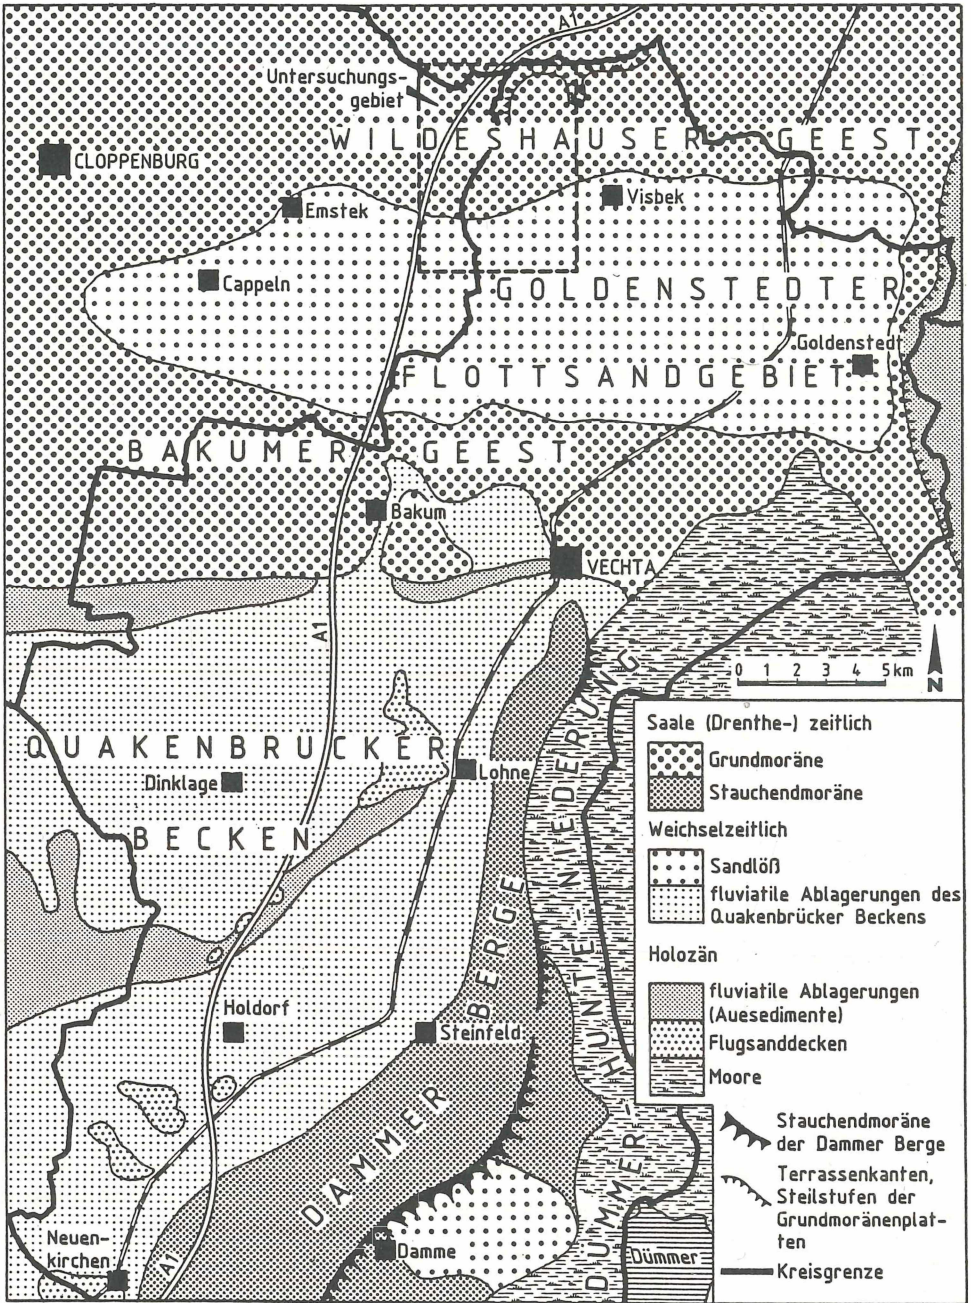 A1
Untersuchungs-
gebiet
WILDESHAUSER GEEST
CLOPPENBURG
Emstek
Visbek
Cappeln
GOLDENSTEDTER
Goldenstedt
FLOTTSANDGEBIET
BAKUMER GEEST
Bakum
VECHTA
A1
0 1 2 3 4 5 km
N
QUAKENBRÜCKER
Lohne
Dinklage
BECKEN
Holdorf
Steinfeld
DAMMER BERGE
DÜMMER-HUNTE-NIEDERUNG
Neuen-
kirchen
A1
Damme
Dümmer
Saale (Drenthe-) zeitlich
Grundmoräne
Stauchendmoräne
Weichselzeitlich
Sandlöß
fluviatile Ablagerungen des
Quakenbrücker Beckens
Holozän
fluviatile Ablagerungen
(Auesedimente)
Flugsanddecken
Moore
Stauchendmoräne
der Dammer Berge
Terrassenkanten,
Steilstufen der
Grundmoränenplat-
ten
Kreisgrenze